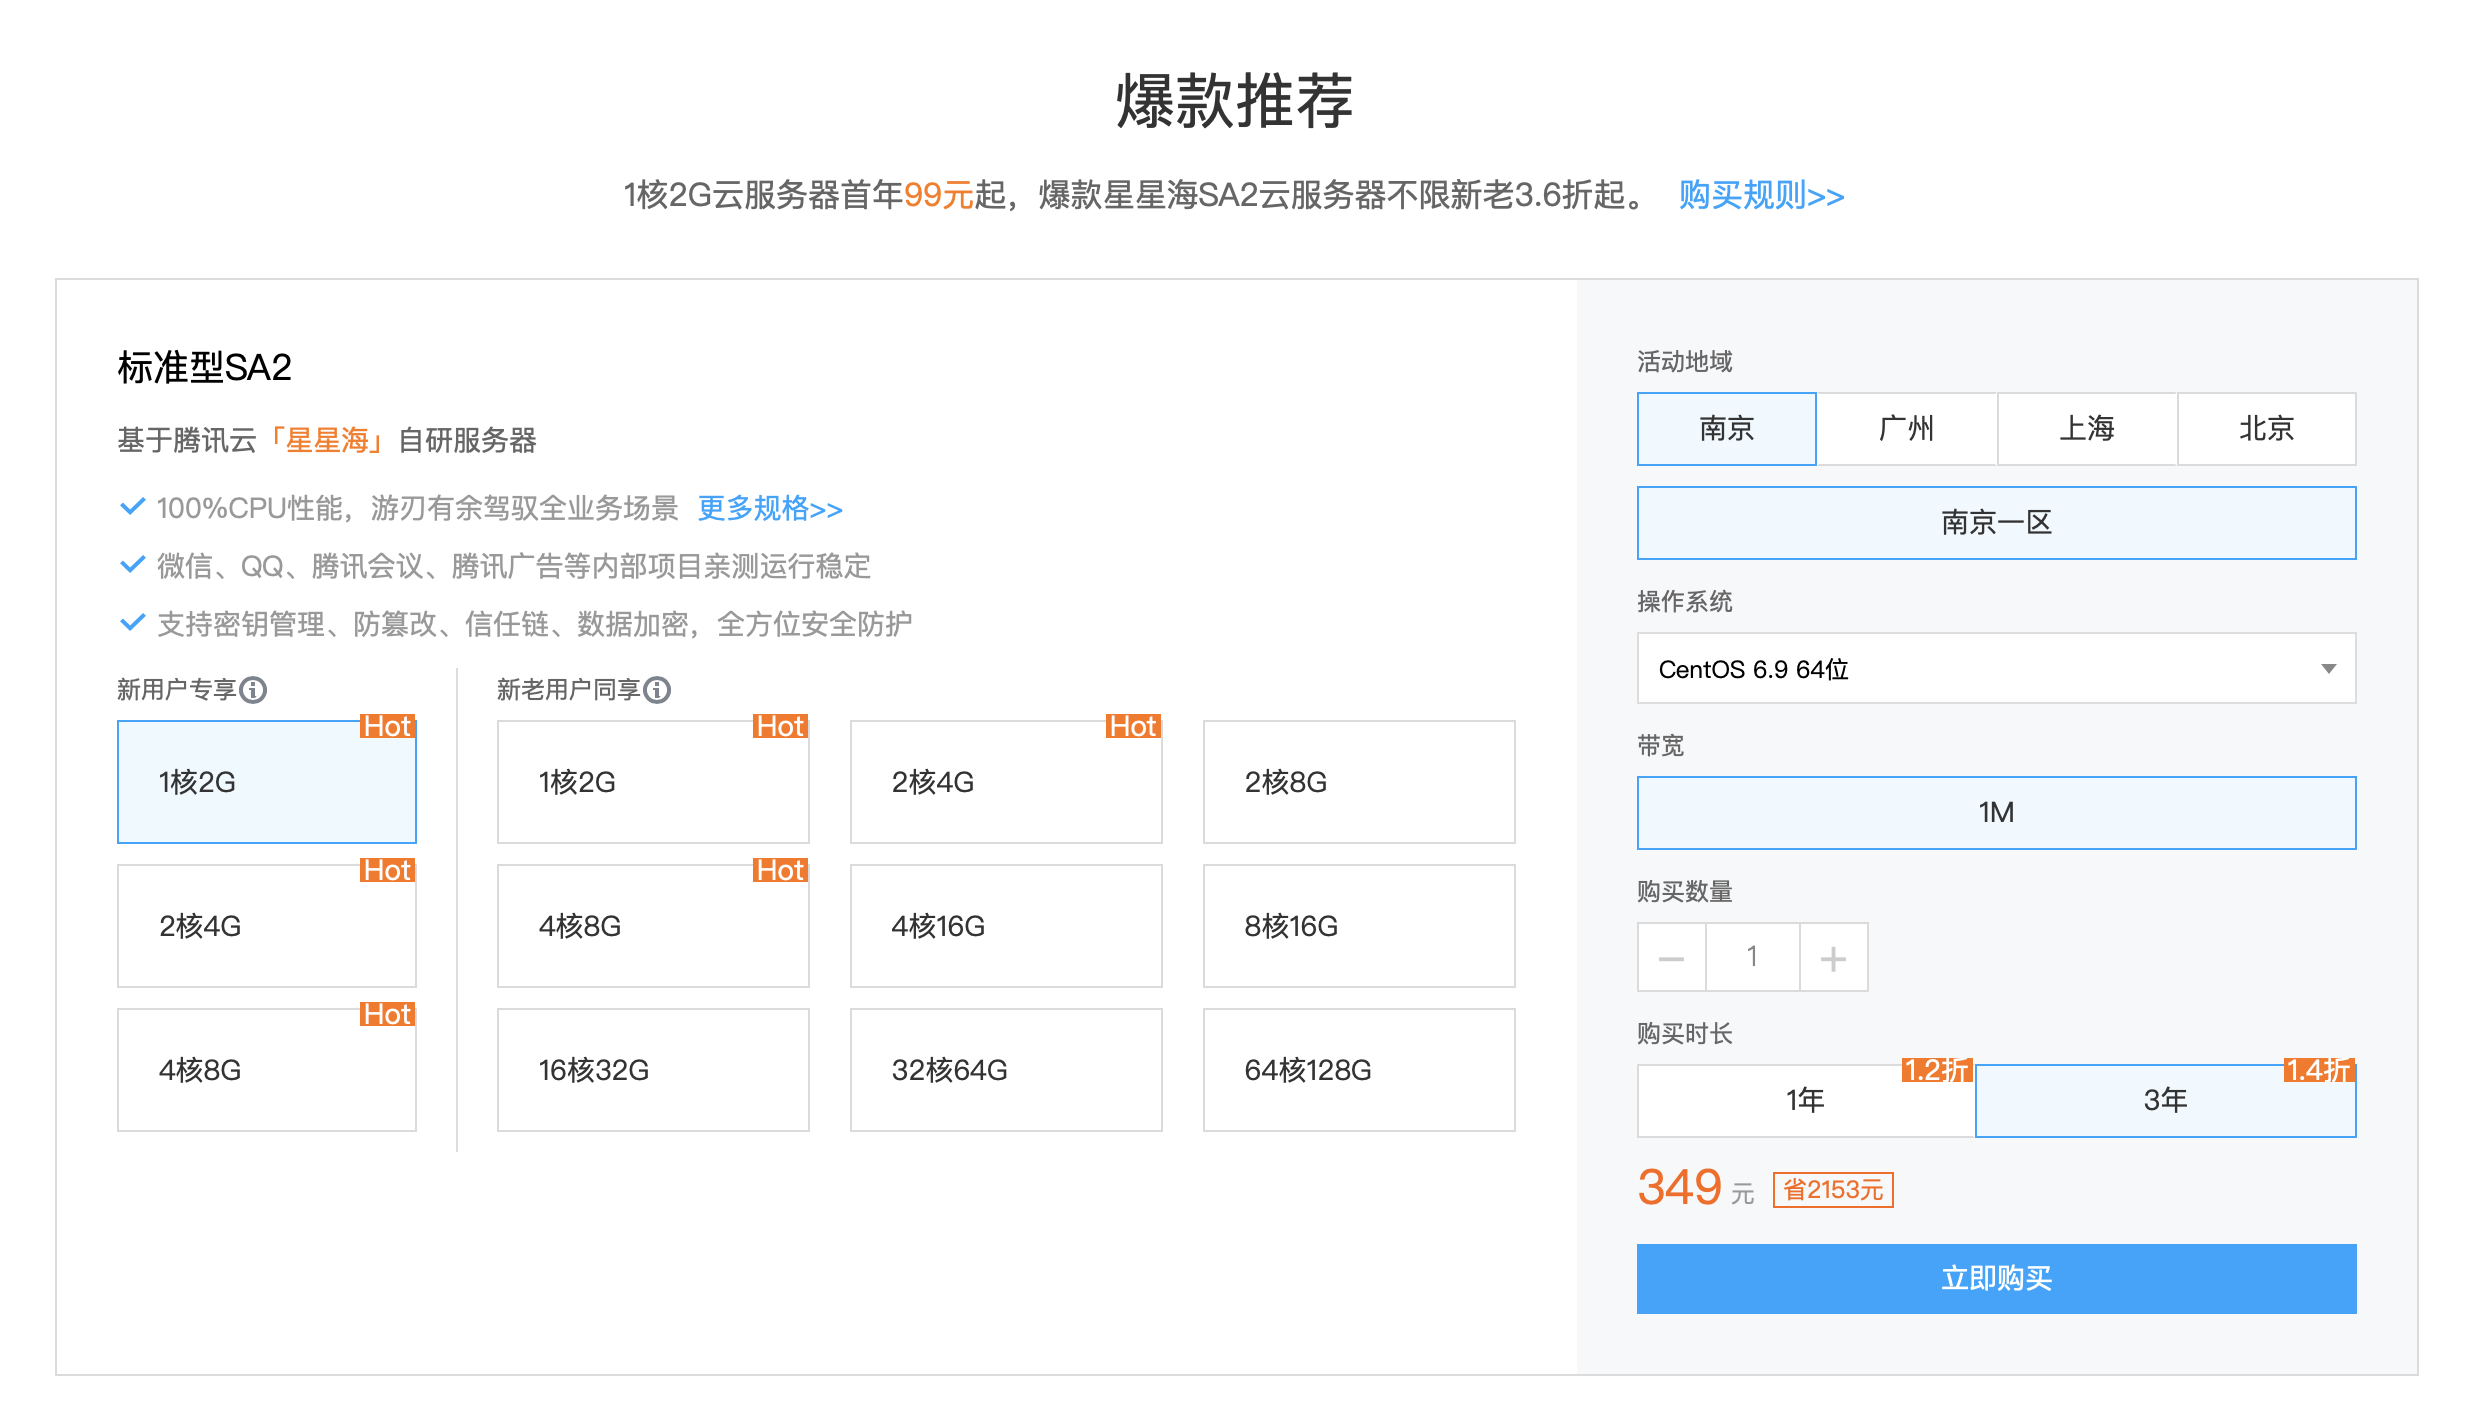 爆款推荐
1核2G云服务器首年99元起，爆款星星海SA2云服务器不限新老3.6折起。 购买规则>>
标准型SA2
基于腾讯云「星星海」自研服务器
100%CPU性能，游刃有余驾驭全业务场景 更多规格>>
微信、QQ、腾讯会议、腾讯广告等内部项目亲测运行稳定
支持密钥管理、防篡改、信任链、数据加密，全方位安全防护
新用户专享
Hot
1核2G
Hot
2核4G
Hot
4核8G
新老用户同享
Hot
1核2G
Hot
2核4G
2核8G
Hot
4核8G
4核16G
8核16G
16核32G
32核64G
64核128G
活动地域
南京 广州 上海 北京
南京一区
操作系统
CentOS 6.9 64位
带宽
1M
购买数量
1
购买时长
1.2折
1年
1.4折
3年
349 元 省2153元
立即购买